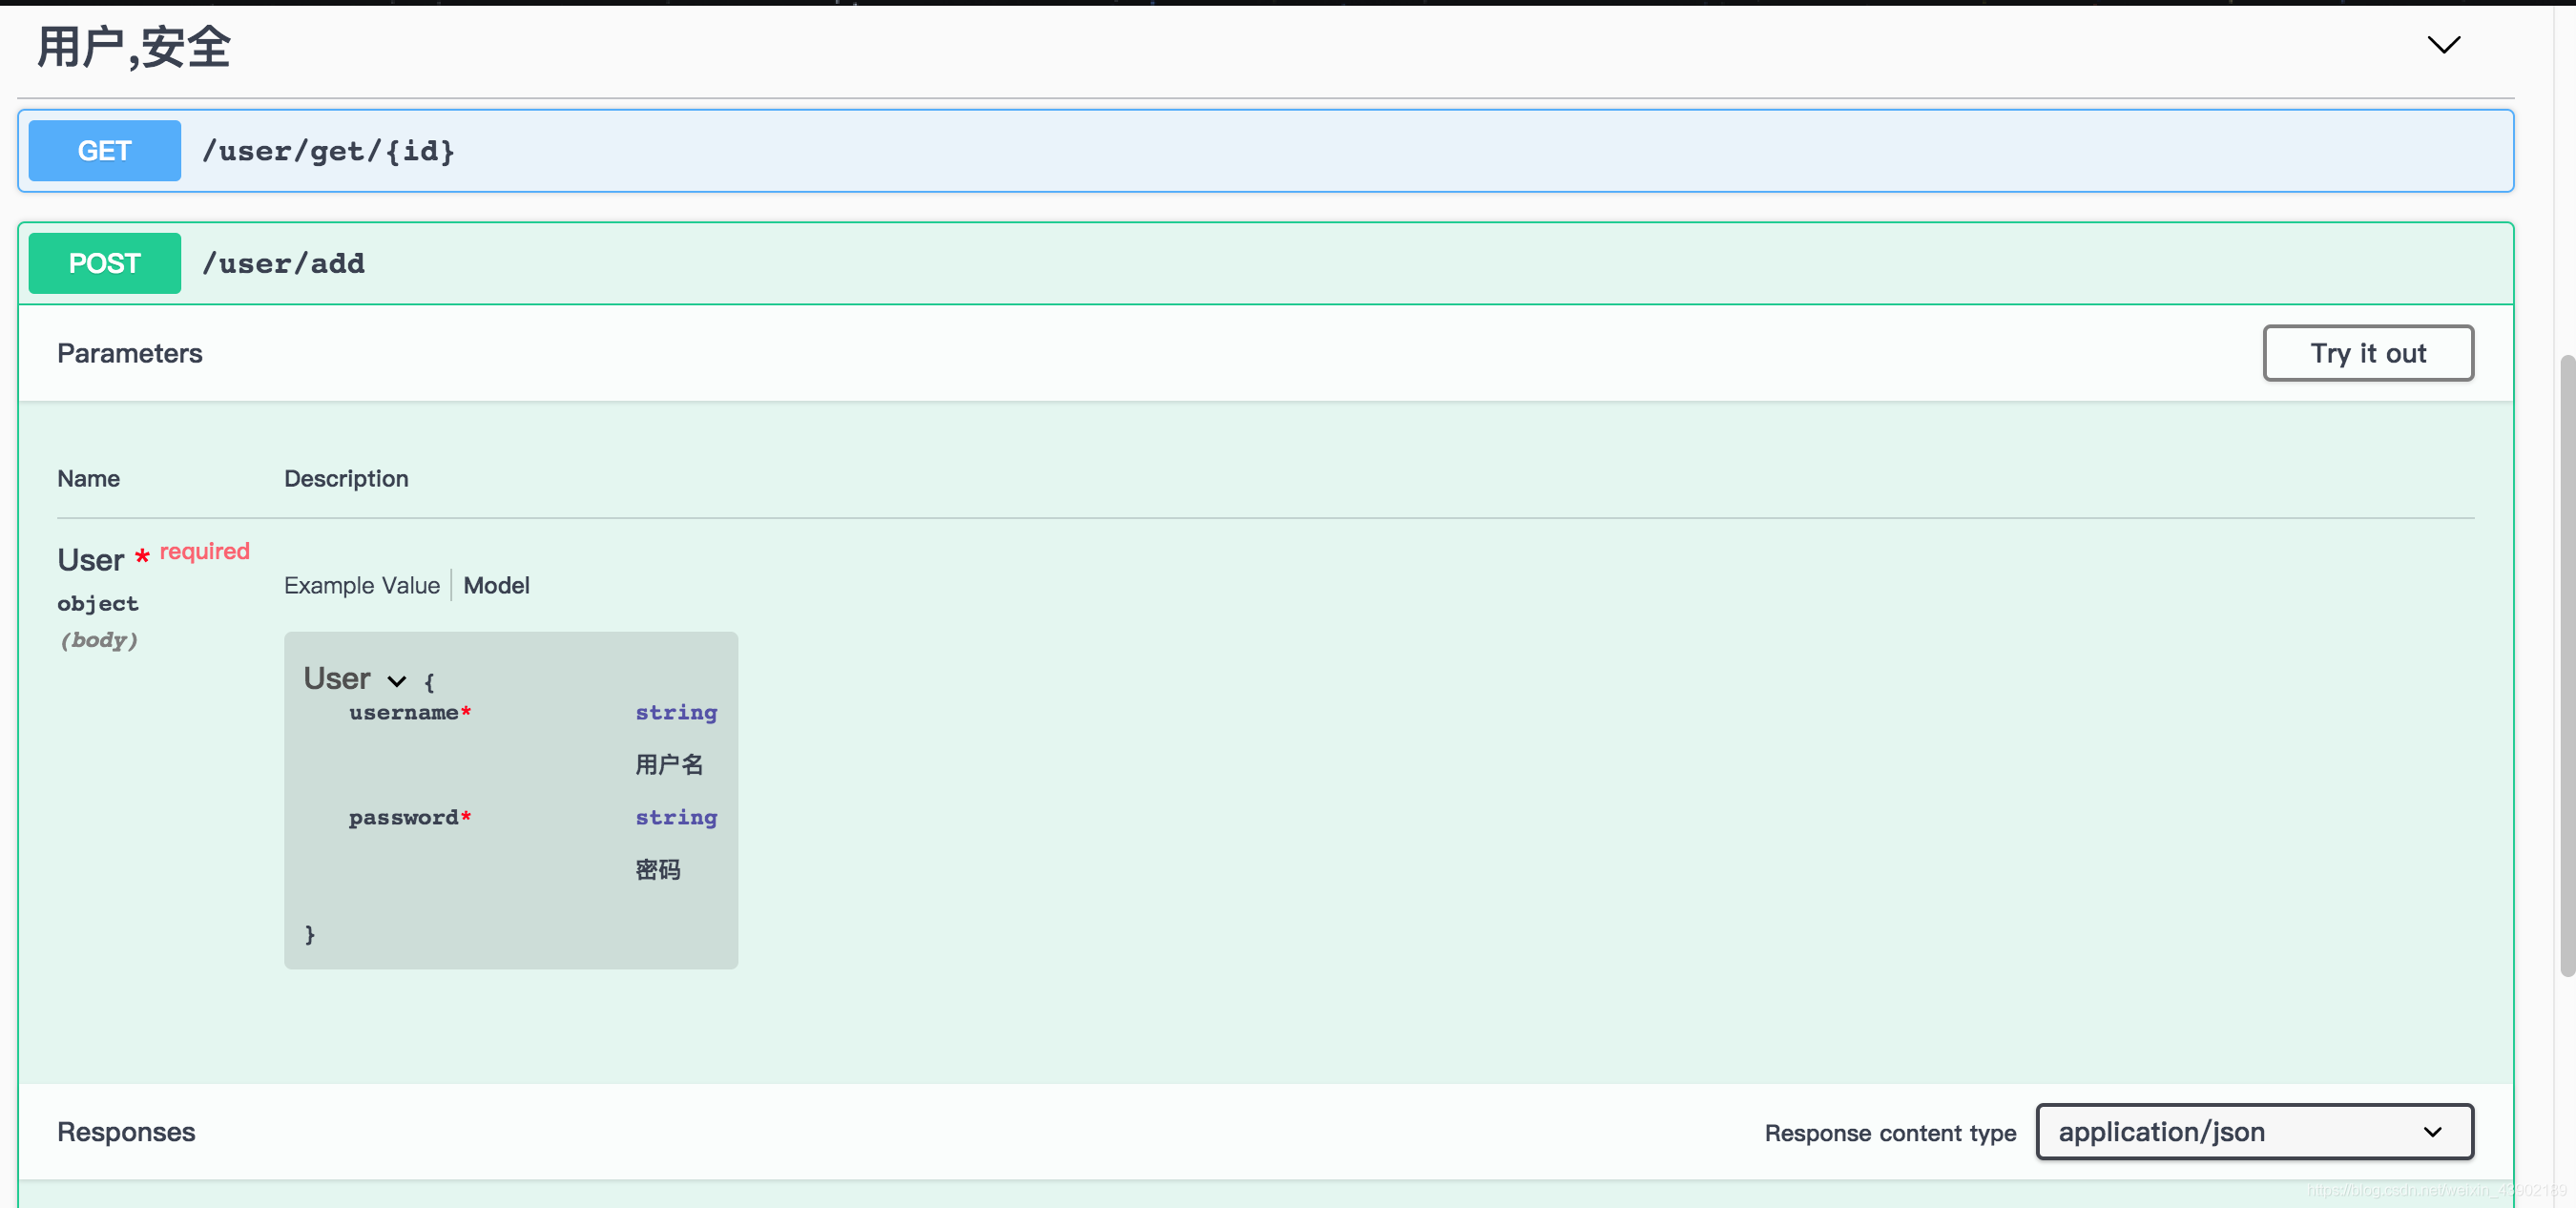 用户,安全
GET /user/get/{id}
POST /user/add
Parameters
Try it out
Name Description
User * required
object
(body)
Example Value Model
User {
username* string
用户名
password* string
密码
}
Responses
Response content type application/json
https://blog.csdn.net/weixin_43902189